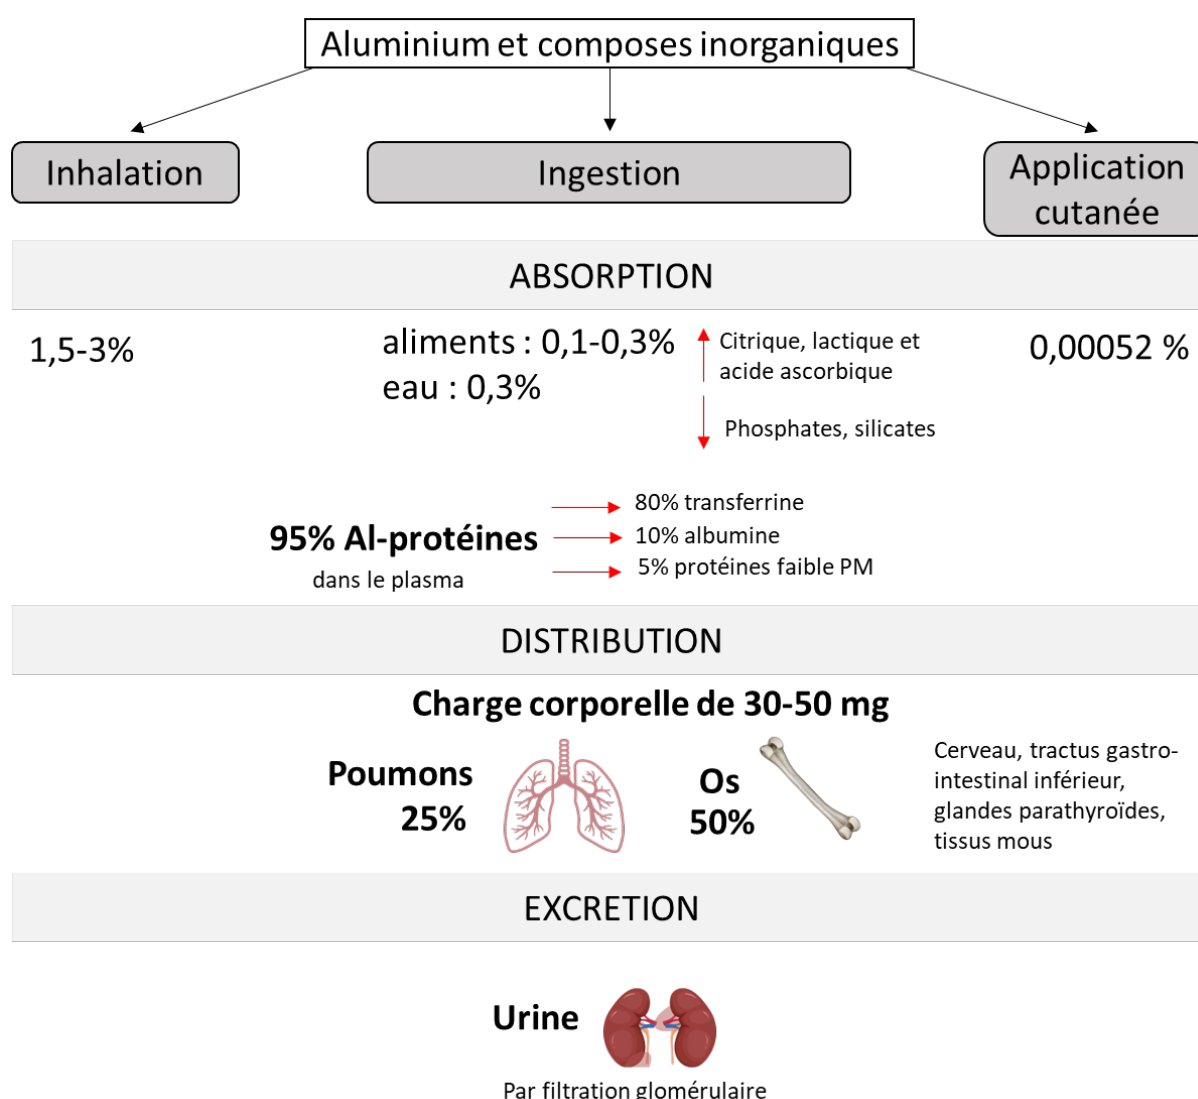 Aluminium et composes inorganiques
Inhalation
Ingestion
Application
cutanée
ABSORPTION
1,5-3%
aliments : 0,1-0,3%
eau : 0,3%
Citrique, lactique et
acide ascorbique
Phosphates, silicates
0,00052 %
95% Al-protéines
dans le plasma
80% transferrine
10% albumine
5% protéines faible PM
DISTRIBUTION
Charge corporelle de 30-50 mg
Poumons
25%
Os
50%
Cerveau, tractus gastro-
intestinal inférieur,
glandes parathyroïdes,
tissus mous
EXCRETION
Urine
Par filtration glomérulaire